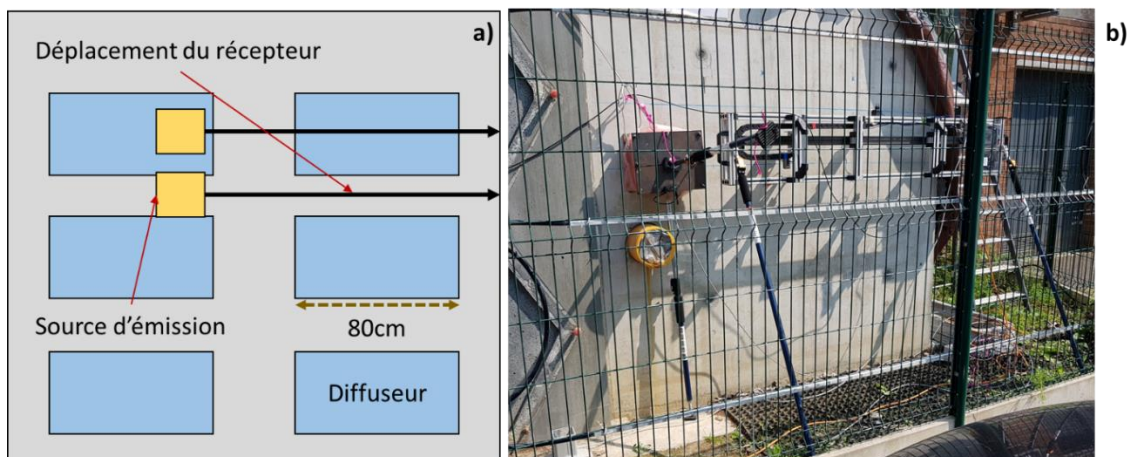 a)
Déplacement du récepteur
Source d'émission
80cm
Diffuseur
b)